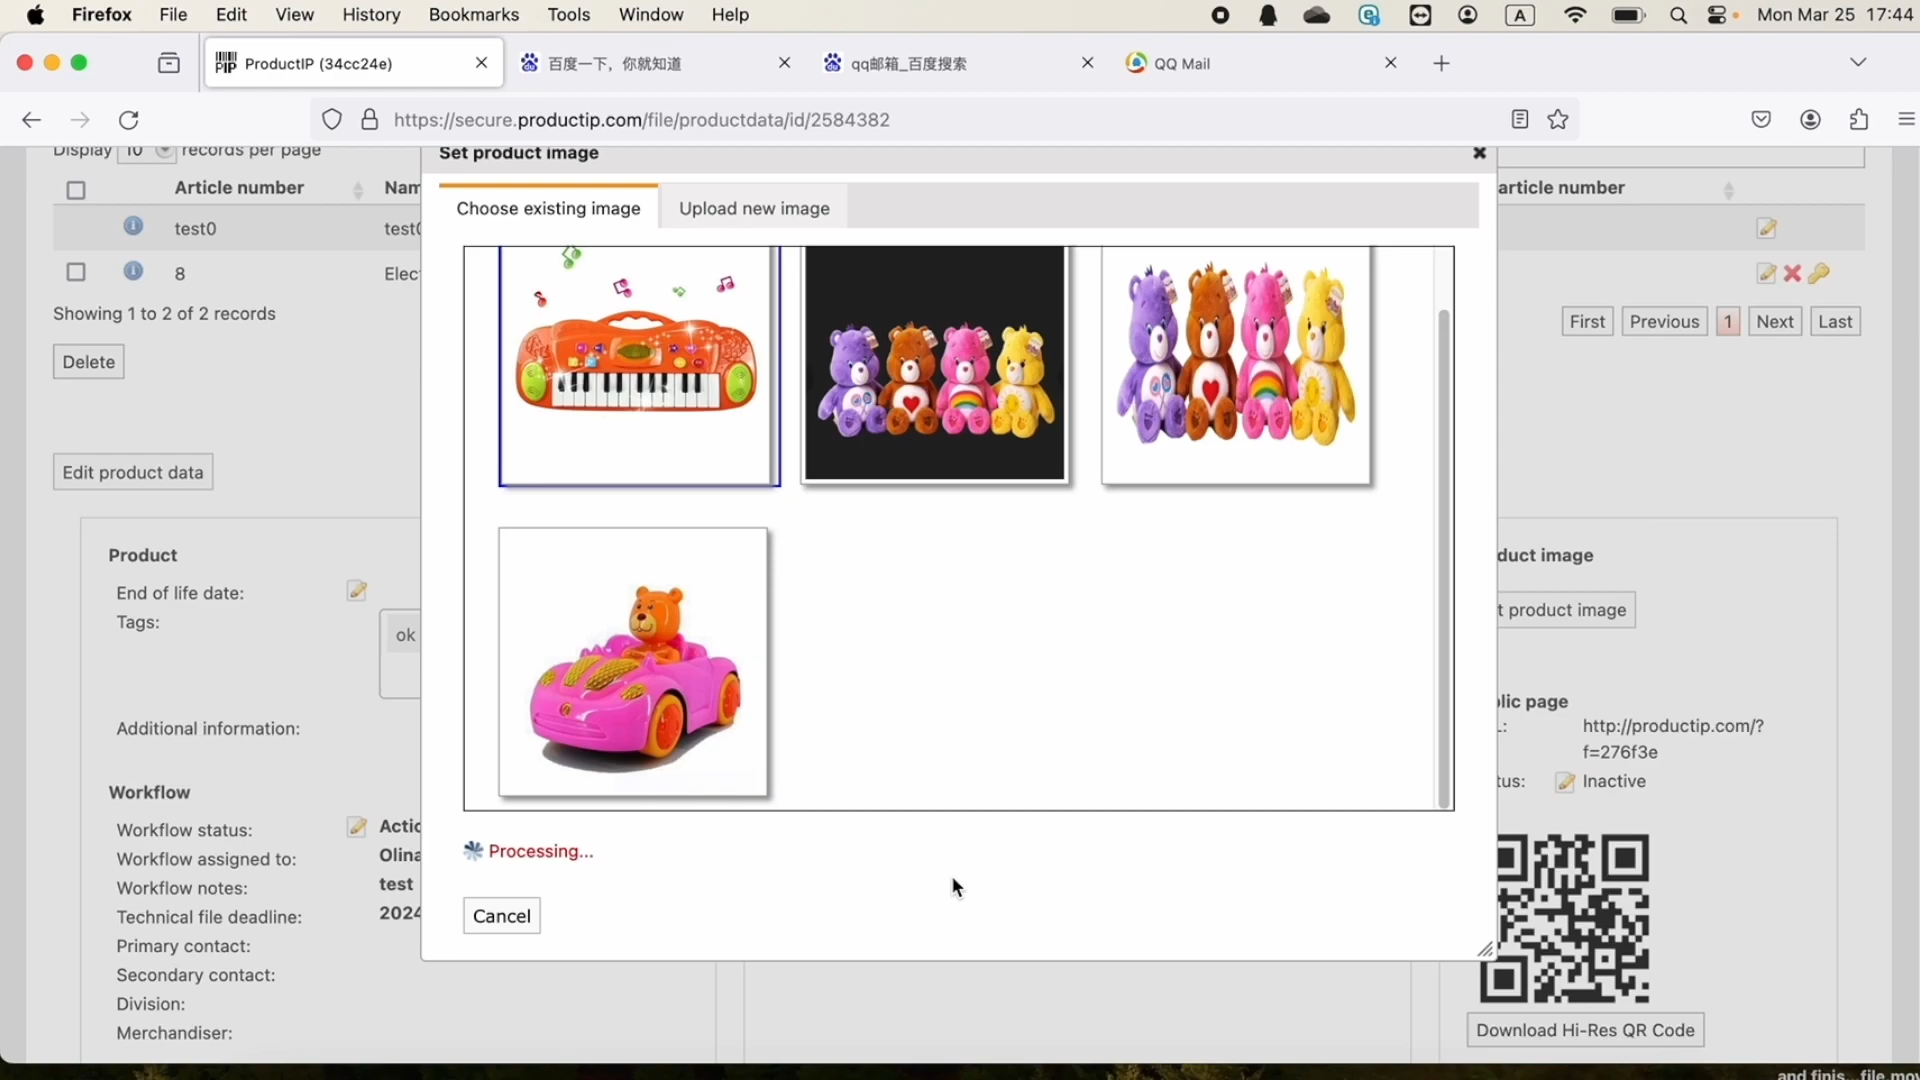 Firefox File Edit View History Bookmarks Tools Window Help
A Mon Mar 25 17:44
ProductIP (34cc24e)
百度一下，你就知道
qq邮箱_百度搜索
QQ Mail
https://secure.productip.com/file/productdata/id/2584382
Display 10 records per page
Set product image
Article number
article number
Choose existing image
Upload new image
test0
8
Showing 1 to 2 of 2 records
First Previous 1 Next Last
Delete
Edit product data
Product
End of life date:
Tags:
ok
Additional information:
Workflow
Workflow status:
Workflow assigned to:
Workflow notes: test
Technical file deadline:
Primary contact:
Secondary contact:
Division:
Merchandiser:
Processing...
Cancel
product image
http://productip.com/?
f=276f3e
Inactive
Download Hi-Res QR Code